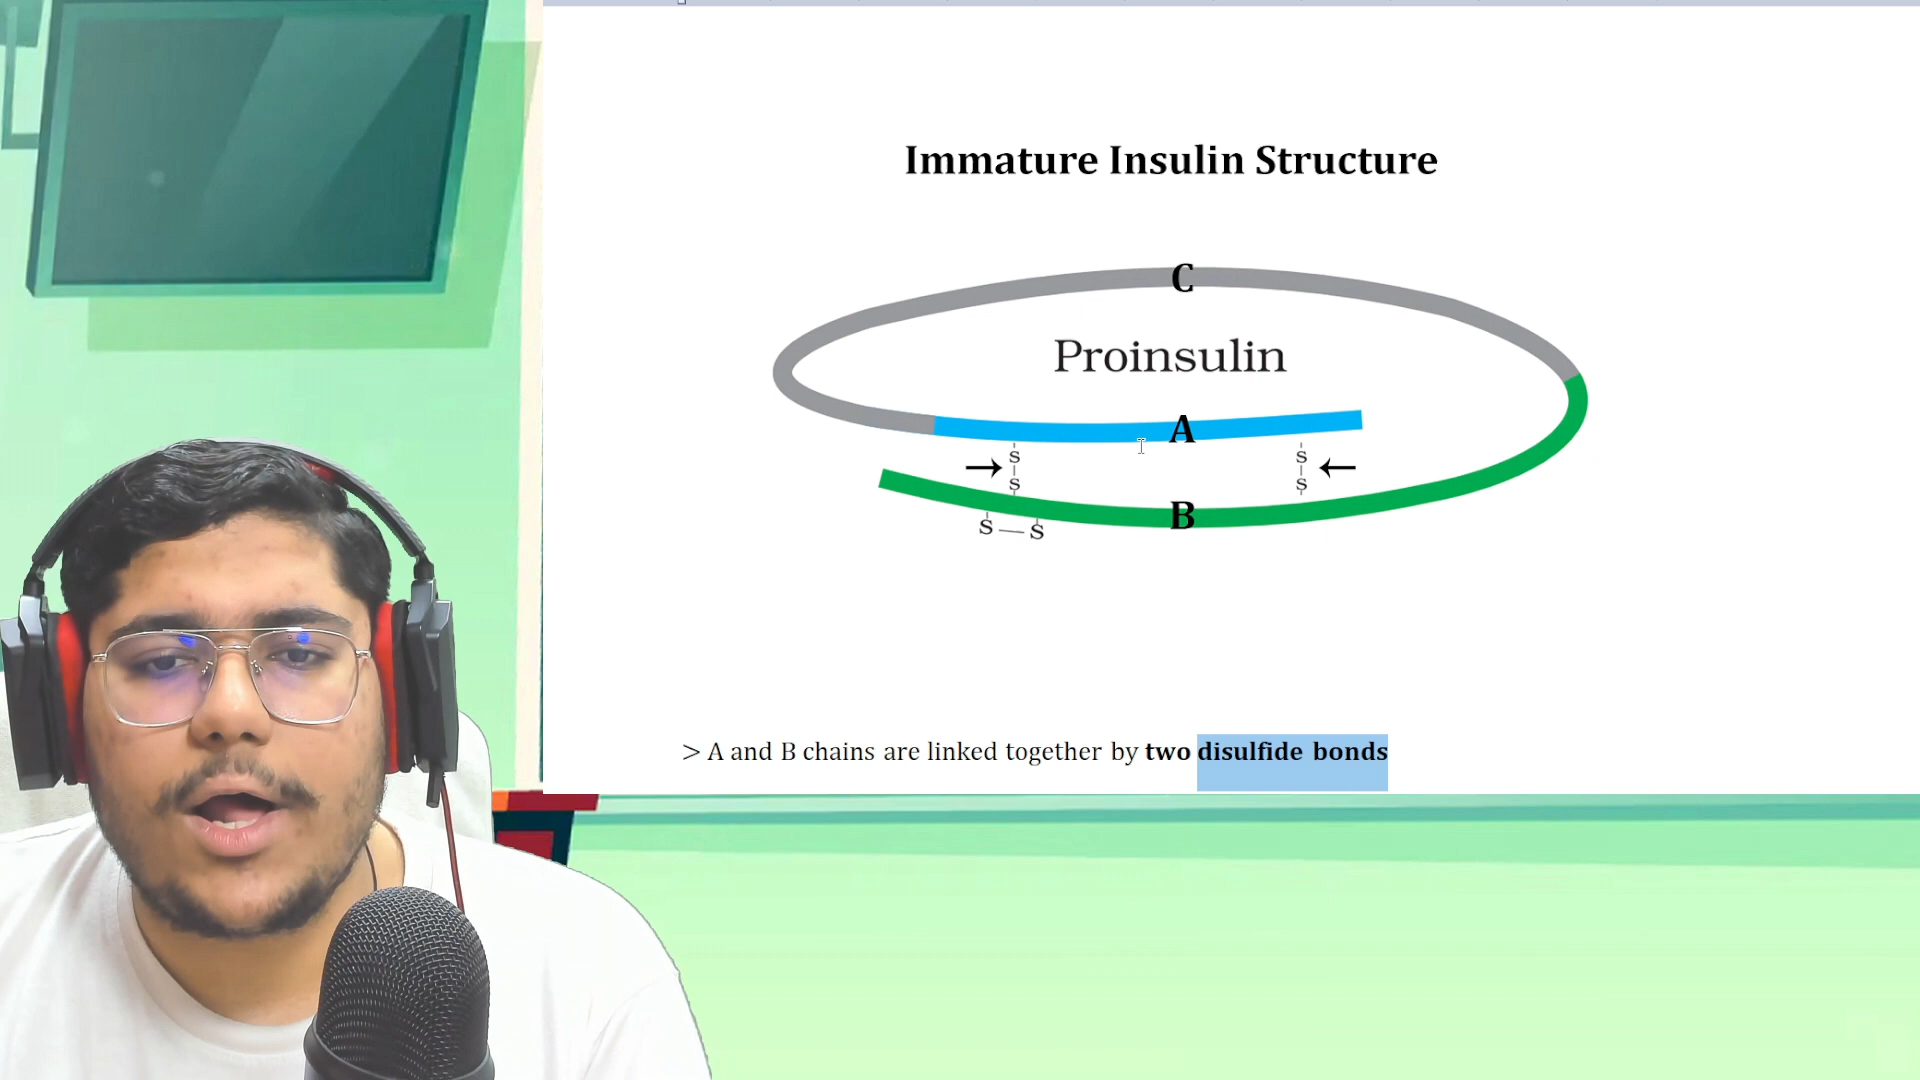 Immature Insulin Structure
C
Proinsulin
A
S
S
S
S
B
S — S
> A and B chains are linked together by two disulfide bonds